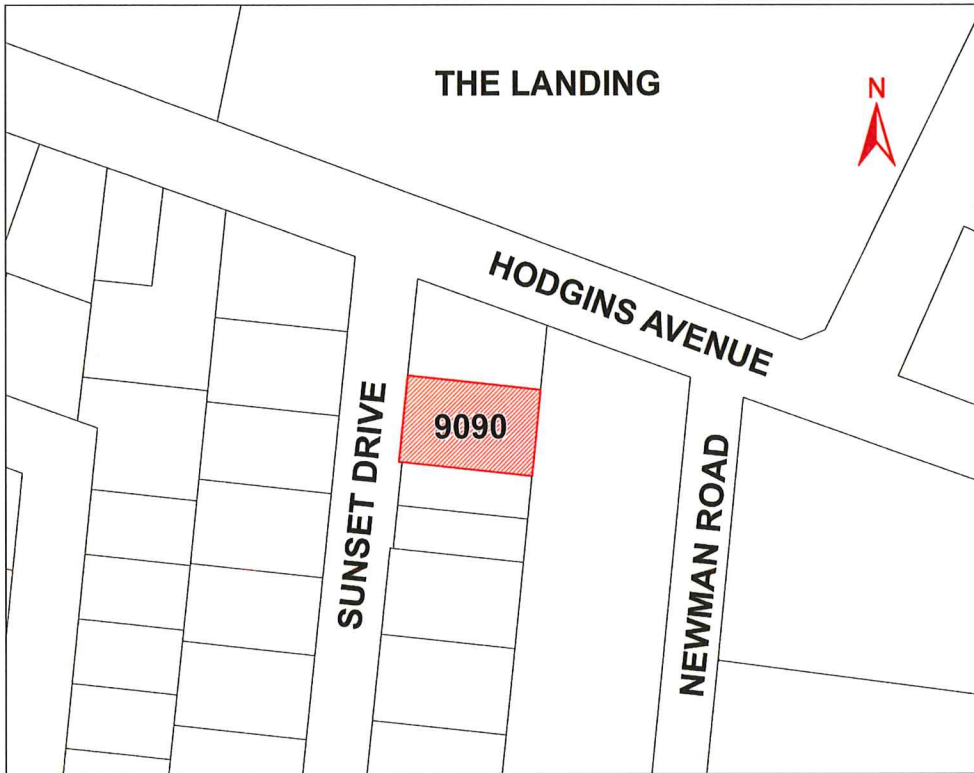 THE LANDING
N
HODGINS AVENUE
9090
SUNSET DRIVE
NEWMAN ROAD